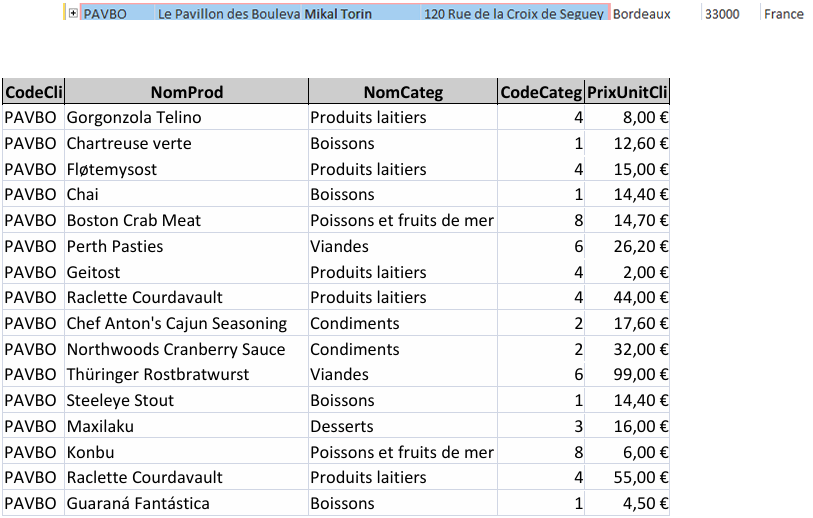 PAVBO Le Pavillon des Bouleva Mikal Torin 120 Rue de la Croix de Seguey Bordeaux 33000 France
CodeCli NomProd NomCateg CodeCateg PrixUnitCli
PAVBO Gorgonzola Telino Produits laitiers 4 8,00 €
PAVBO Chartreuse verte Boissons 1 12,60 €
PAVBO Fløtemysost Produits laitiers 4 15,00 €
PAVBO Chai Boissons 1 14,40 €
PAVBO Boston Crab Meat Poissons et fruits de mer 8 14,70 €
PAVBO Perth Pasties Viandes 6 26,20 €
PAVBO Geitost Produits laitiers 4 2,00 €
PAVBO Raclette Courdavault Produits laitiers 4 44,00 €
PAVBO Chef Anton's Cajun Seasoning Condiments 2 17,60 €
PAVBO Northwoods Cranberry Sauce Condiments 2 32,00 €
PAVBO Thüringer Rostbratwurst Viandes 6 99,00 €
PAVBO Steeleye Stout Boissons 1 14,40 €
PAVBO Maxilaku Desserts 3 16,00 €
PAVBO Konbu Poissons et fruits de mer 8 6,00 €
PAVBO Raclette Courdavault Produits laitiers 4 55,00 €
PAVBO Guaraná Fantástica Boissons 1 4,50 €